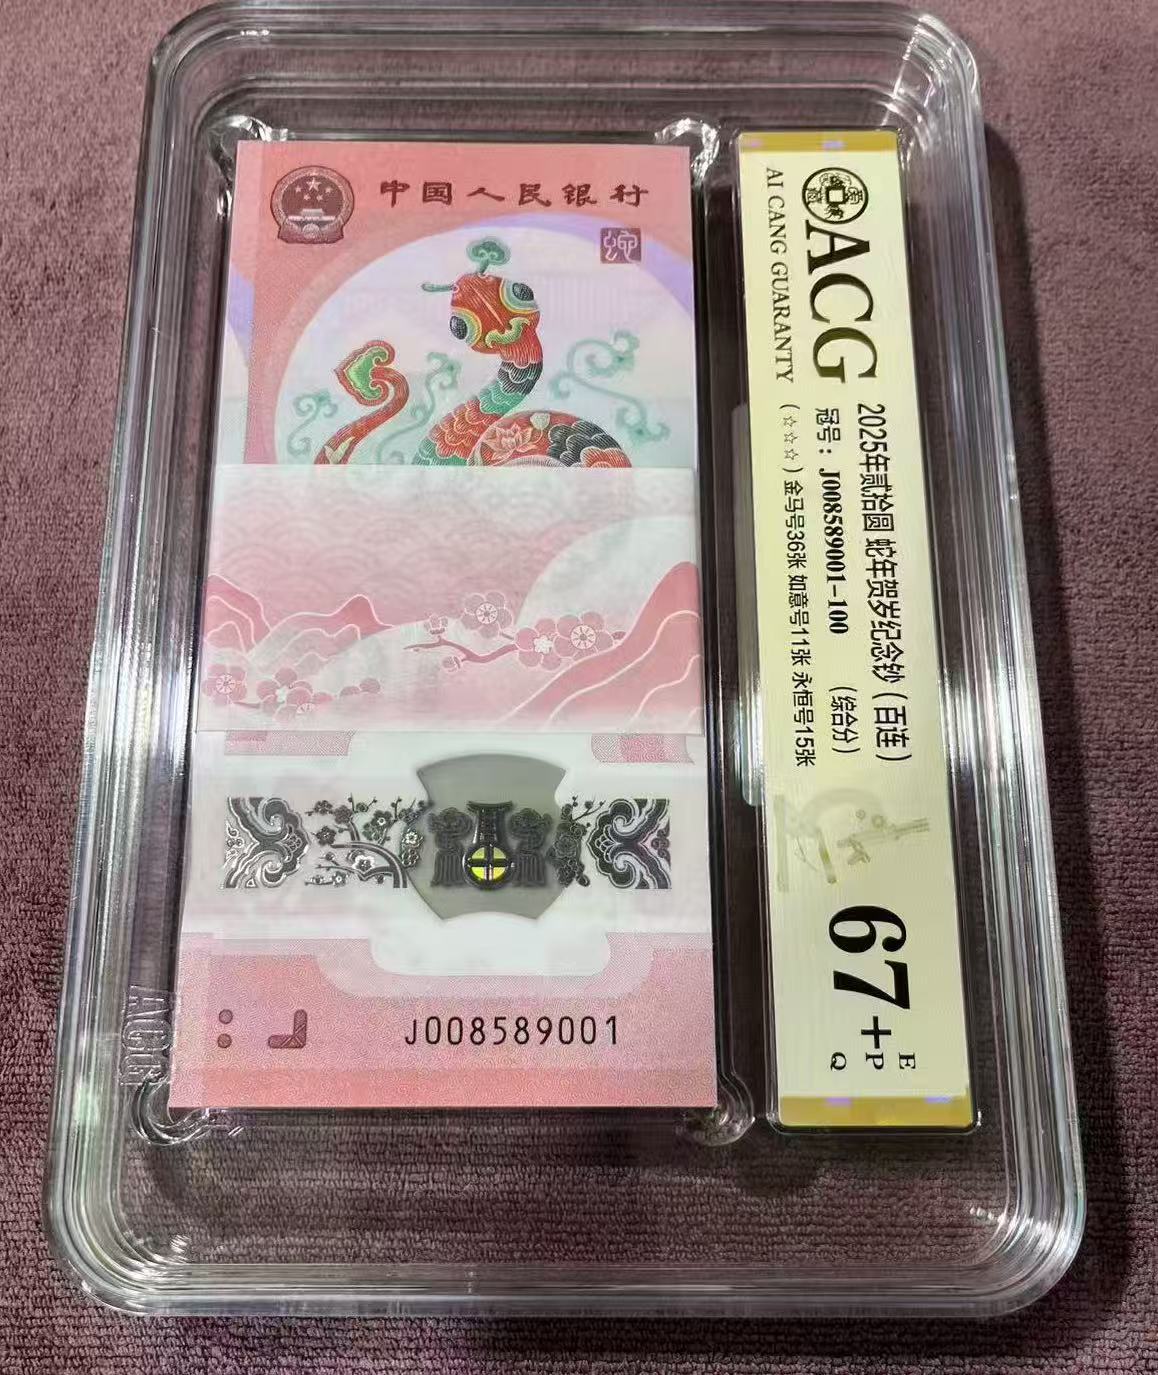 中国人民银行
蛇
J008589001
ACG
AI CANG GUARANTY
2025年贰拾圆 蛇年贺岁纪念钞（百连）
冠号：J008589001-100 （综合分）
（☆☆☆）金马号36张 如意号11张 永恒号15张
67+
E
P
Q
ACG